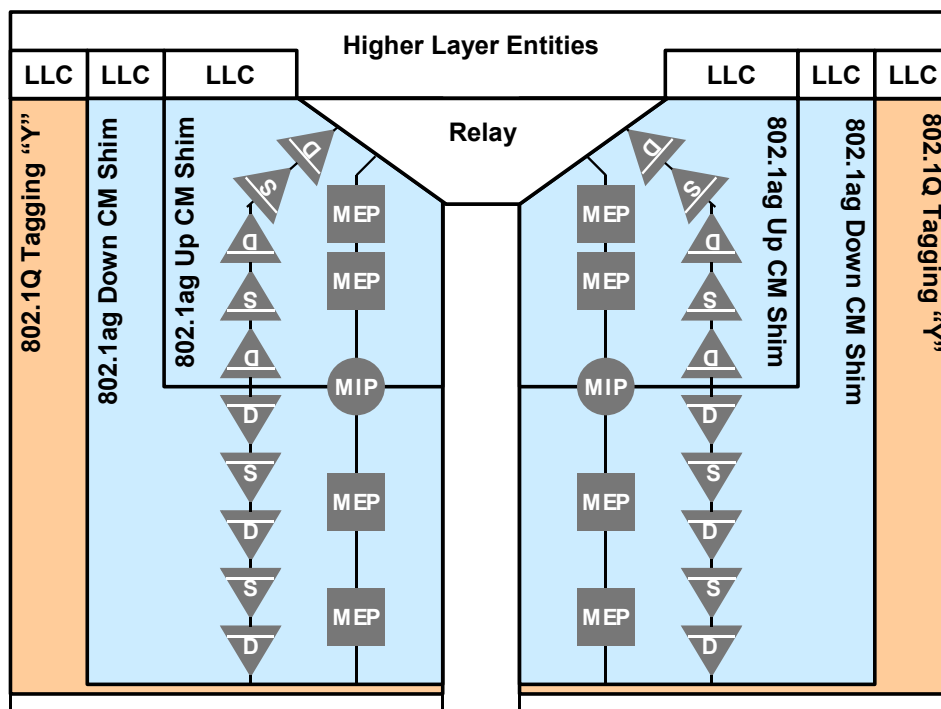 Higher Layer Entities
LLC
LLC
LLC
LLC
LLC
LLC
Relay
802.1Q Tagging “Y”
802.1ag Down CM Shim
802.1ag Up CM Shim
D
S
D
S
D
D
S
D
S
D
MEP
MEP
MIP
MEP
MEP
MEP
MEP
MIP
MEP
MEP
D
S
D
S
D
D
S
D
S
D
802.1ag Up CM Shim
802.1ag Down CM Shim
802.1Q Tagging “Y”